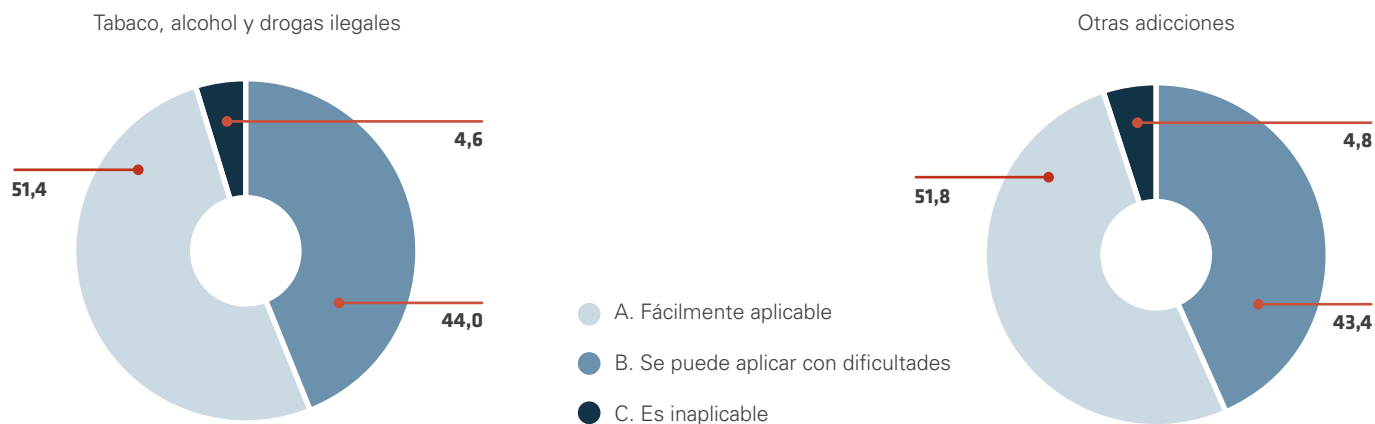 Tabaco, alcohol y drogas ilegales
4,6
51,4
44,0
A. Fácilmente aplicable
B. Se puede aplicar con dificultades
C. Es inaplicable
Otras adicciones
4,8
51,8
43,4